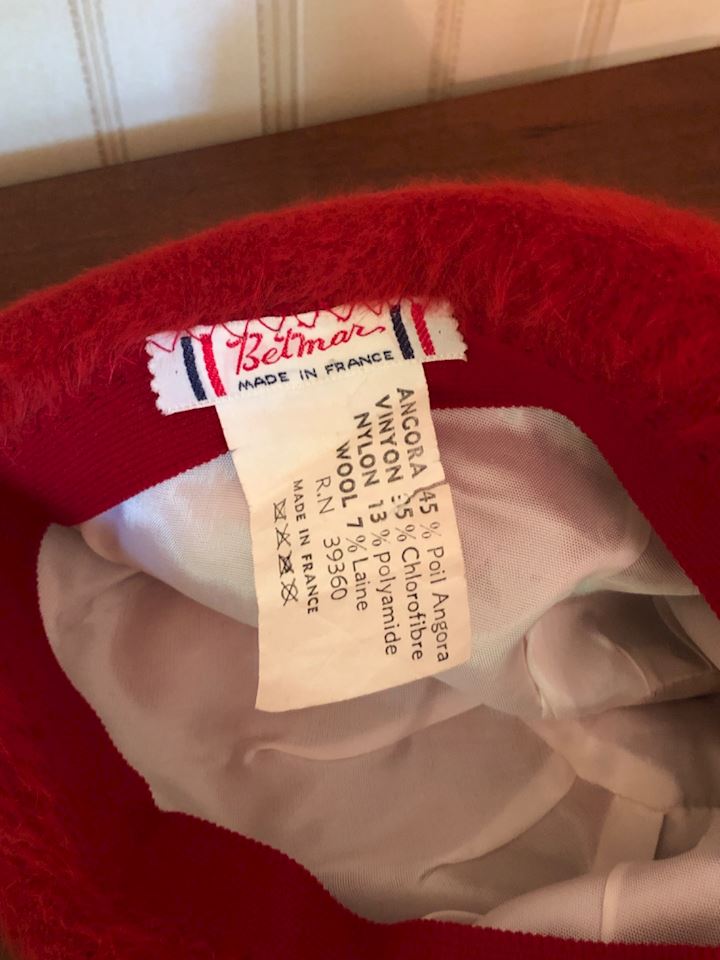 Belmar
MADE IN FRANCE
ANGORA 45 % Poil Angora
VINYON 35 % Chlorofibre
NYLON 13 % polyamide
WOOL 7 % Laine
R.N 39360
MADE IN FRANCE